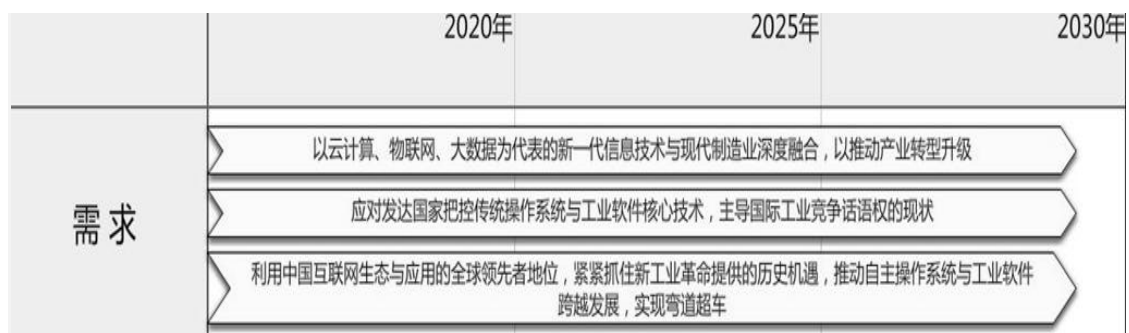 2020年 2025年 2030年
以云计算、物联网、大数据为代表的新一代信息技术与现代制造业深度融合，以推动产业转型升级
需求
应对发达国家把控传统操作系统与工业软件核心技术，主导国际工业竞争话语权的现状
利用中国互联网生态与应用的全球领先者地位，紧紧抓住新工业革命提供的历史机遇，推动自主操作系统与工业软件
跨越发展，实现弯道超车